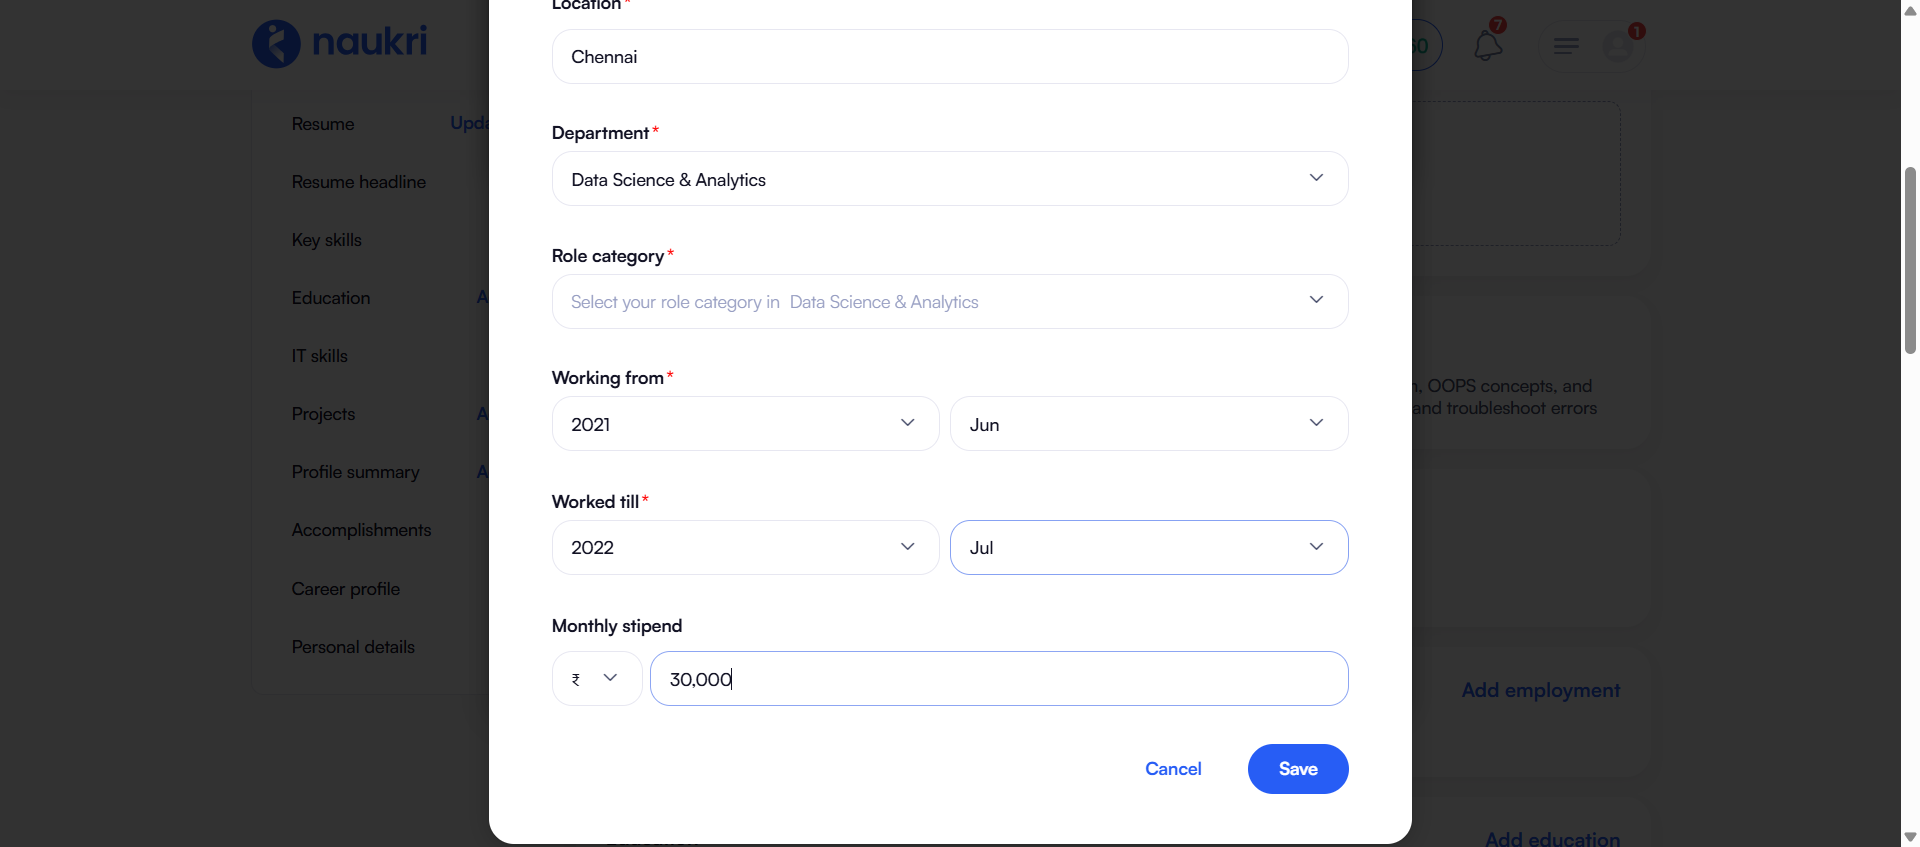 Location*
Chennai
Department*
Data Science & Analytics
Role category*
Select your role category in Data Science & Analytics
Working from*
2021
Jun
Worked till*
2022
Jul
Monthly stipend
₹
30,000
Cancel
Save
naukri
7
1
Resume
Resume headline
Key skills
Education
IT skills
Projects
Profile summary
Accomplishments
Career profile
Personal details
OOPS concepts, and
and troubleshoot errors
Add employment
Add education